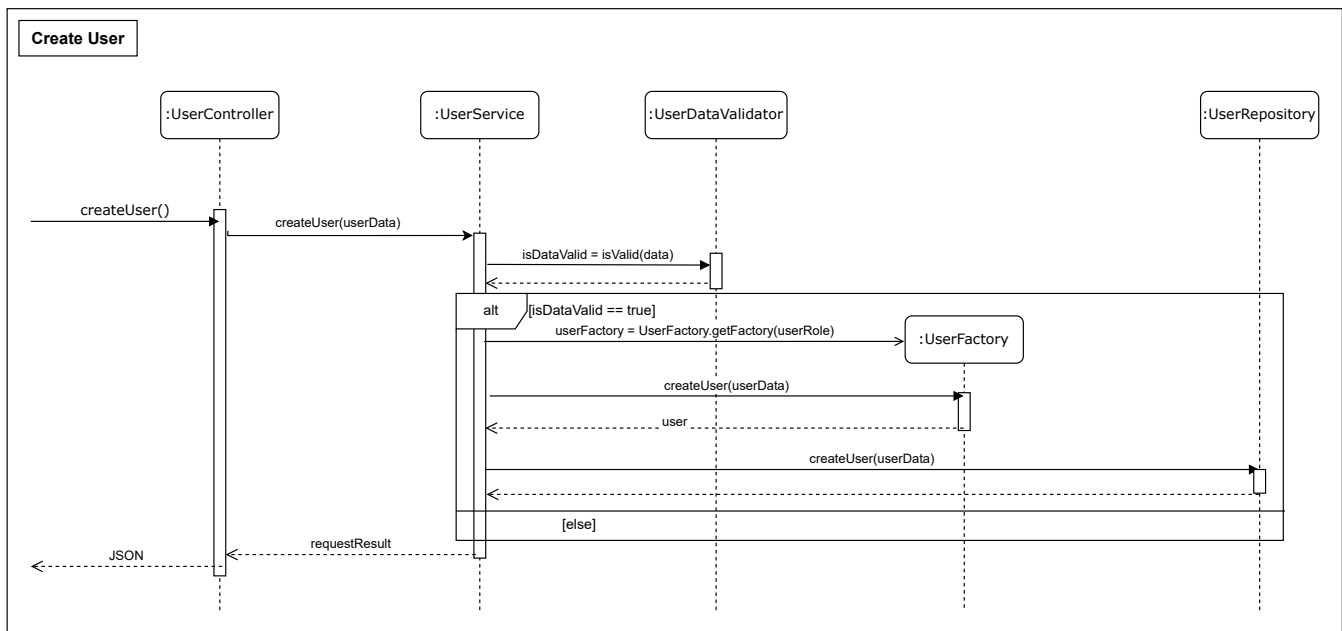 Create User
:UserController
:UserService
:UserDataValidator
:UserRepository
createUser()
createUser(userData)
isDataValid = isValid(data)
alt
[isDataValid == true]
userFactory = UserFactory.getFactory(userRole)
:UserFactory
createUser(userData)
user
createUser(userData)
[else]
requestResult
JSON